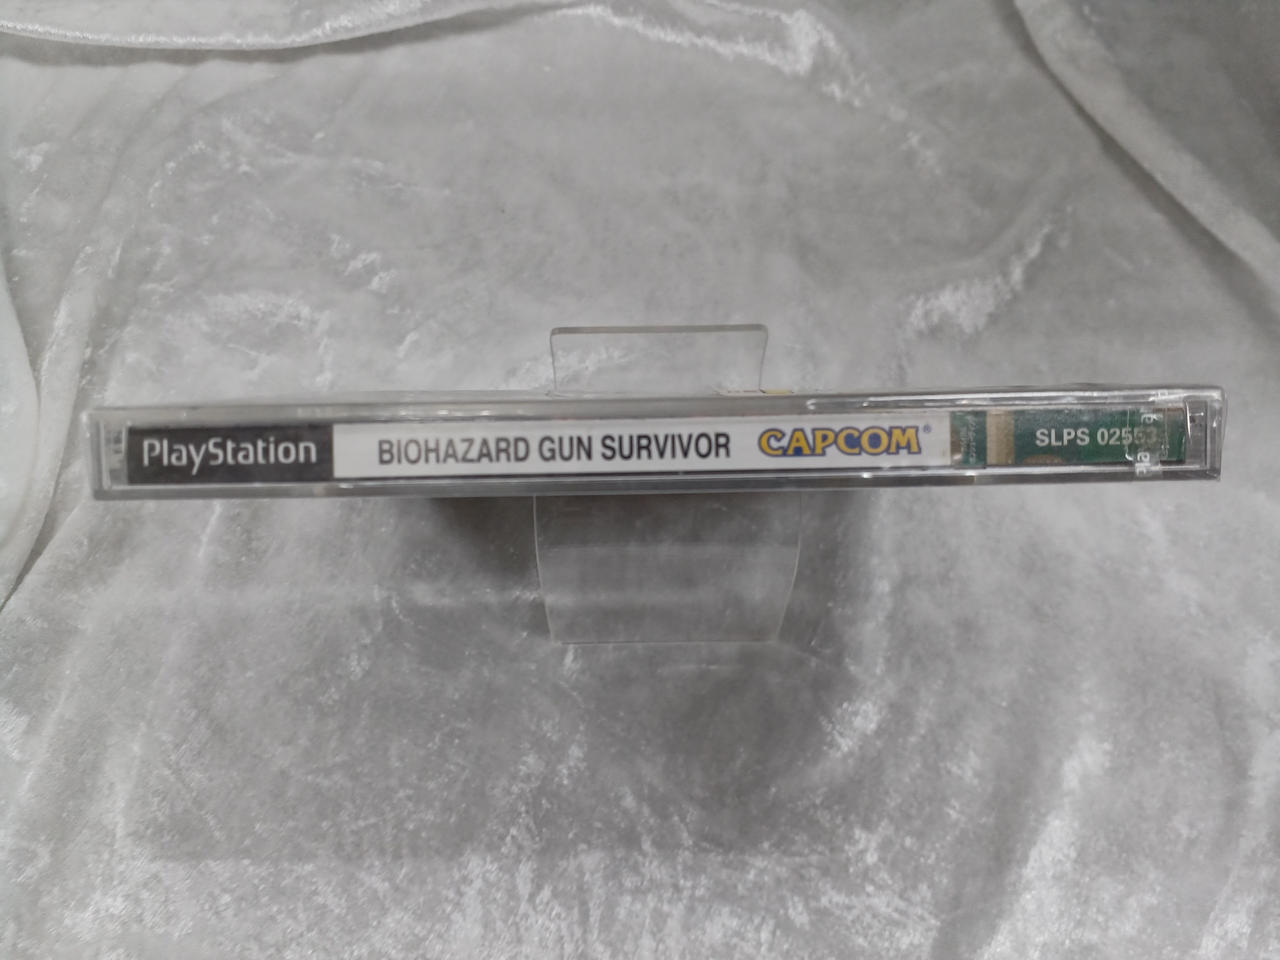 PlayStation BIOHAZARD GUN SURVIVOR CAPCOM® SLPS 02553